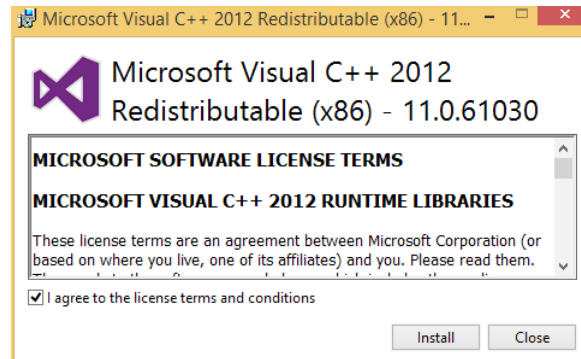 Microsoft Visual C++ 2012 Redistributable (x86) - 11...
Microsoft Visual C++ 2012
Redistributable (x86) - 11.0.61030
MICROSOFT SOFTWARE LICENSE TERMS
MICROSOFT VISUAL C++ 2012 RUNTIME LIBRARIES
These license terms are an agreement between Microsoft Corporation (or
based on where you live, one of its affiliates) and you. Please read them.
I agree to the license terms and conditions
Install
Close